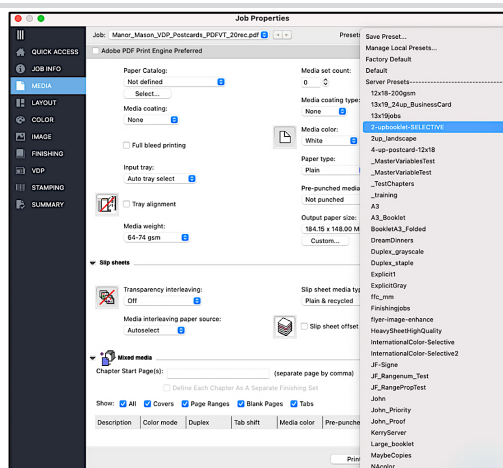 Job Properties
Job: Manor_Mason_VDP_Postcards_PDFVT_20rec.pdf
Presets
Adobe PDF Print Engine Preferred
QUICK ACCESS
JOB INFO
MEDIA
LAYOUT
COLOR
IMAGE
FINISHING
VDP
STAMPING
SUMMARY
Paper Catalog:
Not defined
Select...
Media coating:
None
Full bleed printing
Input tray:
Auto tray select
Tray alignment
Media weight:
64-74 gsm
Media set count:
0
Media coating type:
None
Media color:
White
Paper type:
Plain
Pre-punched media
Not punched
Output paper size:
184.15 x 148.00 M
Custom...
Slip sheets
Transparency interleaving:
Off
Media interleaving paper source:
Autoselect
Slip sheet media typ
Plain & recycled
Slip sheet offset
Mixed media
Chapter Start Page(s):
(separate page by comma)
Define Each Chapter As A Separate Finishing Set
Show: All Covers Page Ranges Blank Pages Tabs
Description Color mode Duplex Tab shift Media color Pre-punche
Print
Save Preset...
Manage Local Presets...
Factory Default
Default
Server Presets
12x18-200gsm
13x19_24up_BusinessCard
13x19jobs
2-upbooklet-SELECTIVE
2up_landscape
4-up-postcard-12x18
_MasterVariablesTest
_MasterVariableTest
_TestChapters
_training
A3
A3_Booklet
BookletA3_Folded
DreamDinners
Duplex_grayscale
Duplex_staple
Explicit1
ExplicitGray
ffc_mm
Finishingjobs
flyer-image-enhance
HeavySheetHighQuality
InternationalColor-Selective
InternationalColor-Selective2
JF-Signe
JF_Rangenum_Test
JF_RangePropTest
John
John_Priority
John_Proof
KerryServer
Large_booklet
MaybeCopies
NAcolor